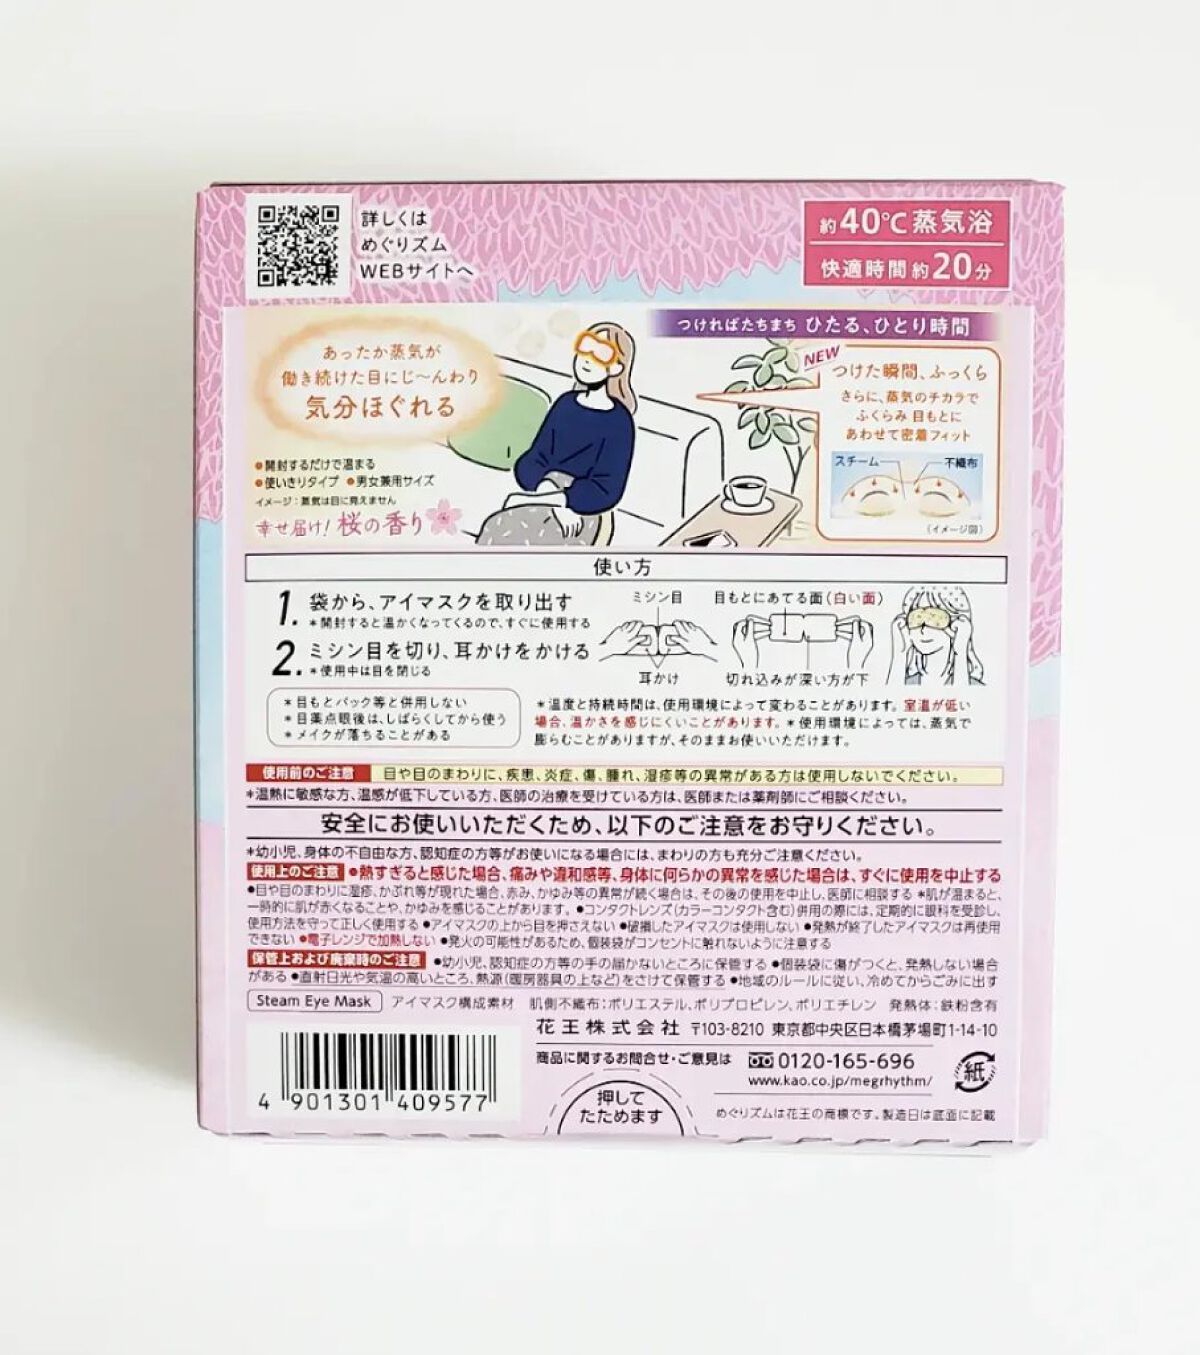 詳しくは
めぐりズム
WEBサイトへ
約40℃蒸気浴
快適時間 約20分
つければたちまち ひたる、ひとり時間
あったか蒸気が
働き続けた目にじ〜んわり
気分ほぐれる
●開封するだけで温まる
●使いきりタイプ ●男女兼用サイズ
イメージ：蒸気は目に見えません
幸せ届け! 桜の香り
NEW
つけた瞬間、ふっくら
さらに、蒸気のチカラで
ふくらみ 目もとに
あわせて密着フィット
スチーム 不織布
(イメージ図)
使い方
1. 袋から、アイマスクを取り出す
＊開封すると温かくなってくるので、すぐに使用する
2. ミシン目を切り、耳かけをかける
＊使用中は目を閉じる
ミシン目
耳かけ
目もとにあてる面(白い面)
切れ込みが深い方が下
＊目もとパック等と併用しない
＊目薬点眼後は、しばらくしてから使う
＊メイクが落ちることがある
＊温度と持続時間は、使用環境によって変わることがあります。室温が低い
場合、温かさを感じにくいことがあります。＊使用環境によっては、蒸気で
膨らむことがありますが、そのままお使いいただけます。
使用前のご注意 目や目のまわりに、疾患、炎症、傷、腫れ、湿疹等の異常がある方は使用しないでください。
＊温熱に敏感な方、温感が低下している方、医師の治療を受けている方は、医師または薬剤師にご相談ください。
安全にお使いいただくため、以下のご注意をお守りください。
＊幼小児、身体の不自由な方、認知症の方等がお使いになる場合には、まわりの方も充分ご注意ください。
使用上のご注意 ●熱すぎると感じた場合、痛みや違和感等、身体に何らかの異常を感じた場合は、すぐに使用を中止する
●目や目のまわりに湿疹、かぶれ等が現れた場合、赤み、かゆみ等の異常が続く場合は、その後の使用を中止し、医師に相談する ＊肌が温まると、
一時的に肌が赤くなることや、かゆみを感じることがあります。 ●コンタクトレンズ(カラーコンタクト含む)併用の際には、定期的に眼科を受診し、
使用方法を守って正しく使用する ●アイマスクの上から目を押さえない ●破損したアイマスクは使用しない ●発熱が終了したアイマスクは再使用
できない ●電子レンジで加熱しない ●発火の可能性があるため、個装袋がコンセントに触れないように注意する
保管上および廃棄時のご注意 ●幼小児、認知症の方等の手の届かないところに保管する ●個装袋に傷がつくと、発熱しない場合
がある ●直射日光や気温の高いところ、熱源(暖房器具の上など)をさけて保管する ●地域のルールに従い、冷めてからごみに出す
Steam Eye Mask アイマスク構成素材 肌側不織布：ポリエステル、ポリプロピレン、ポリエチレン 発熱体：鉄粉含有
花王株式会社 〒103-8210 東京都中央区日本橋茅場町1-14-10
商品に関するお問合せ・ご意見は 0120-165-696
www.kao.co.jp/megrhythm/
紙
4 901301 409577
押して
たためます
めぐりズムは花王の商標です。製造日は底面に記載